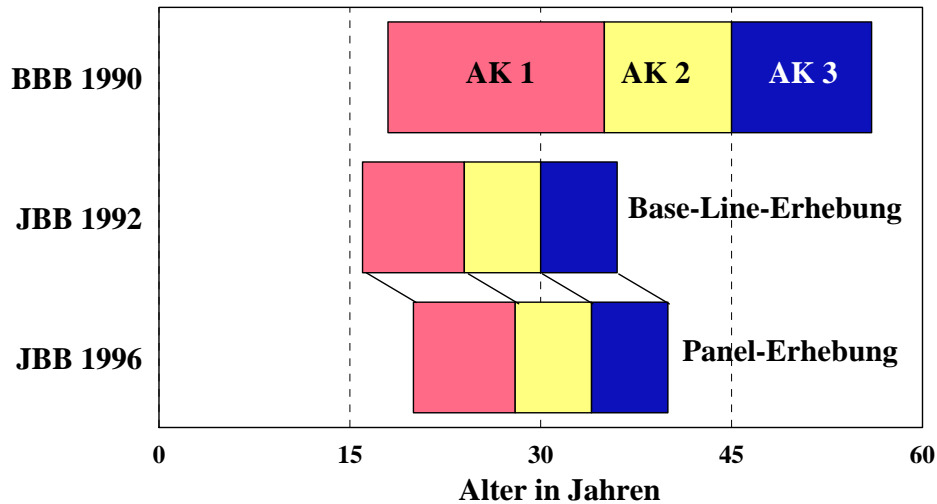 BBB 1990
AK 1
AK 2
AK 3
JBB 1992
Base-Line-Erhebung
JBB 1996
Panel-Erhebung
0
15
30
45
60
Alter in Jahren